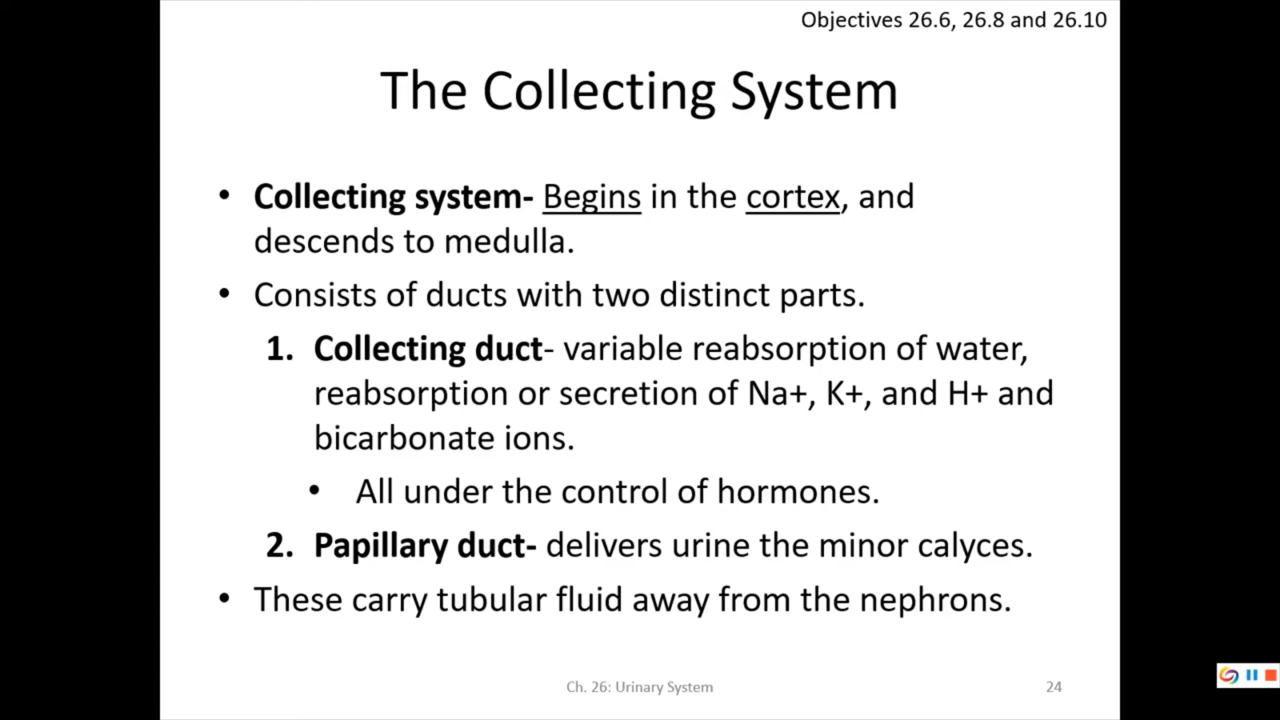 Objectives 26.6, 26.8 and 26.10
The Collecting System
• Collecting system- Begins in the cortex, and
descends to medulla.
• Consists of ducts with two distinct parts.
1. Collecting duct- variable reabsorption of water,
reabsorption or secretion of Na+, K+, and H+ and
bicarbonate ions.
• All under the control of hormones.
2. Papillary duct- delivers urine the minor calyces.
• These carry tubular fluid away from the nephrons.
Ch. 26: Urinary System
24